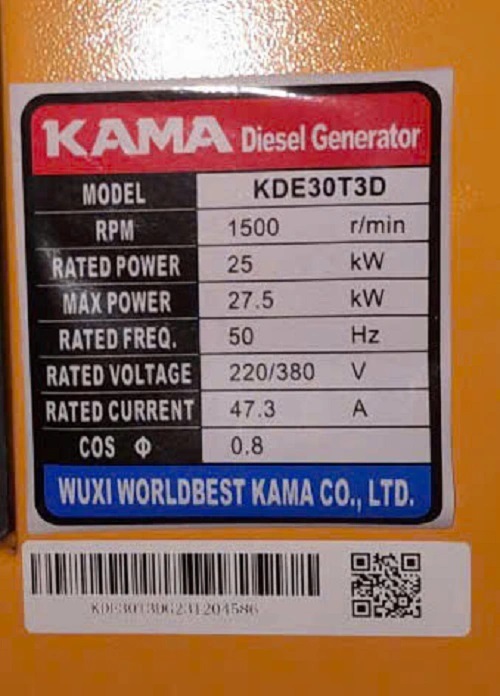 KAMA Diesel Generator
MODEL KDE30T3D
RPM 1500 r/min
RATED POWER 25 kW
MAX POWER 27.5 kW
RATED FREQ. 50 Hz
RATED VOLTAGE 220/380 V
RATED CURRENT 47.3 A
COS Φ 0.8
WUXI WORLDBEST KAMA CO., LTD.
KDE30T3DG231204586